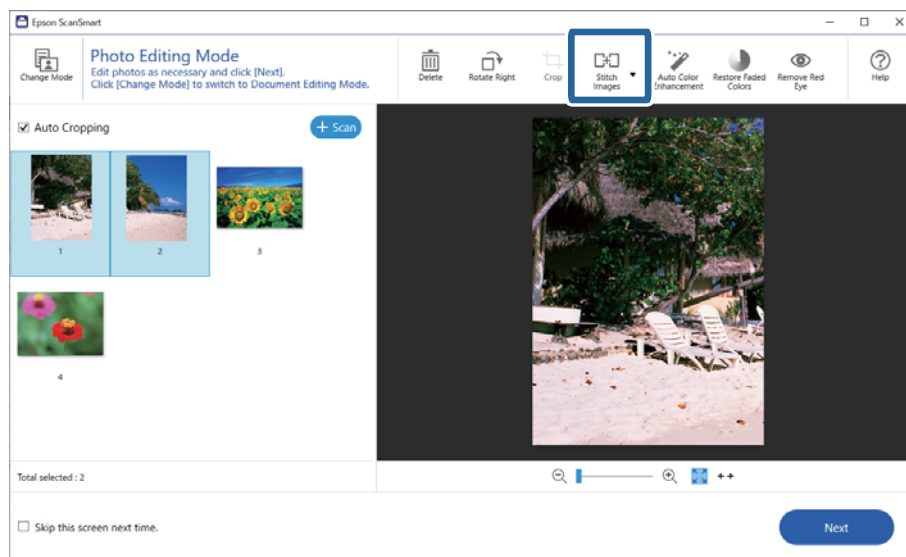 Epson ScanSmart
Change Mode
Photo Editing Mode
Edit photos as necessary and click [Next].
Click [Change Mode] to switch to Document Editing Mode.
Delete
Rotate Right
Crop
Stitch
Images
Auto Color
Enhancement
Restore Faded
Colors
Remove Red
Eye
Help
Auto Cropping
+ Scan
1
2
3
4
Total selected : 2
Skip this screen next time.
Next